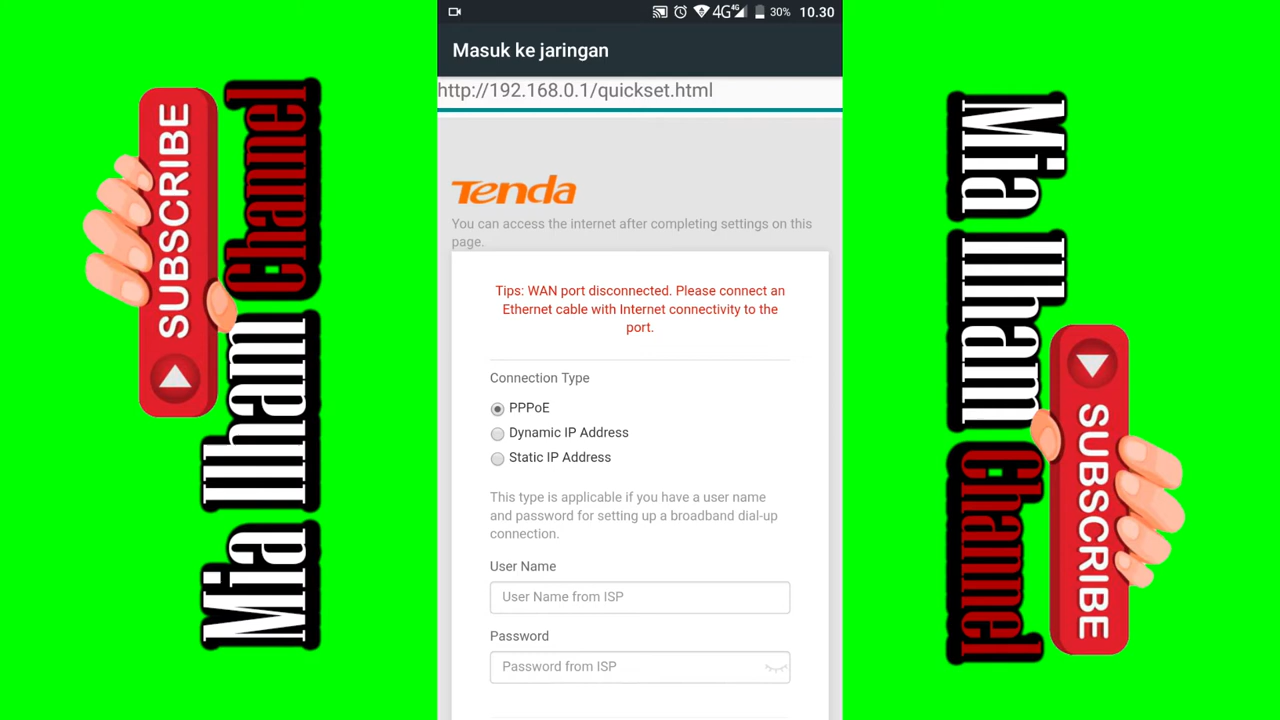 SUBSCRIBE
Mia Ilham Channel
4G 4G 30% 10.30
Masuk ke jaringan
http://192.168.0.1/quickset.html
Tenda
You can access the internet after completing settings on this
page.
Tips: WAN port disconnected. Please connect an
Ethernet cable with Internet connectivity to the
port.
Connection Type
PPPoE
Dynamic IP Address
Static IP Address
This type is applicable if you have a user name
and password for setting up a broadband dial-up
connection.
User Name
User Name from ISP
Password
Password from ISP
Mia Ilham Channel
SUBSCRIBE